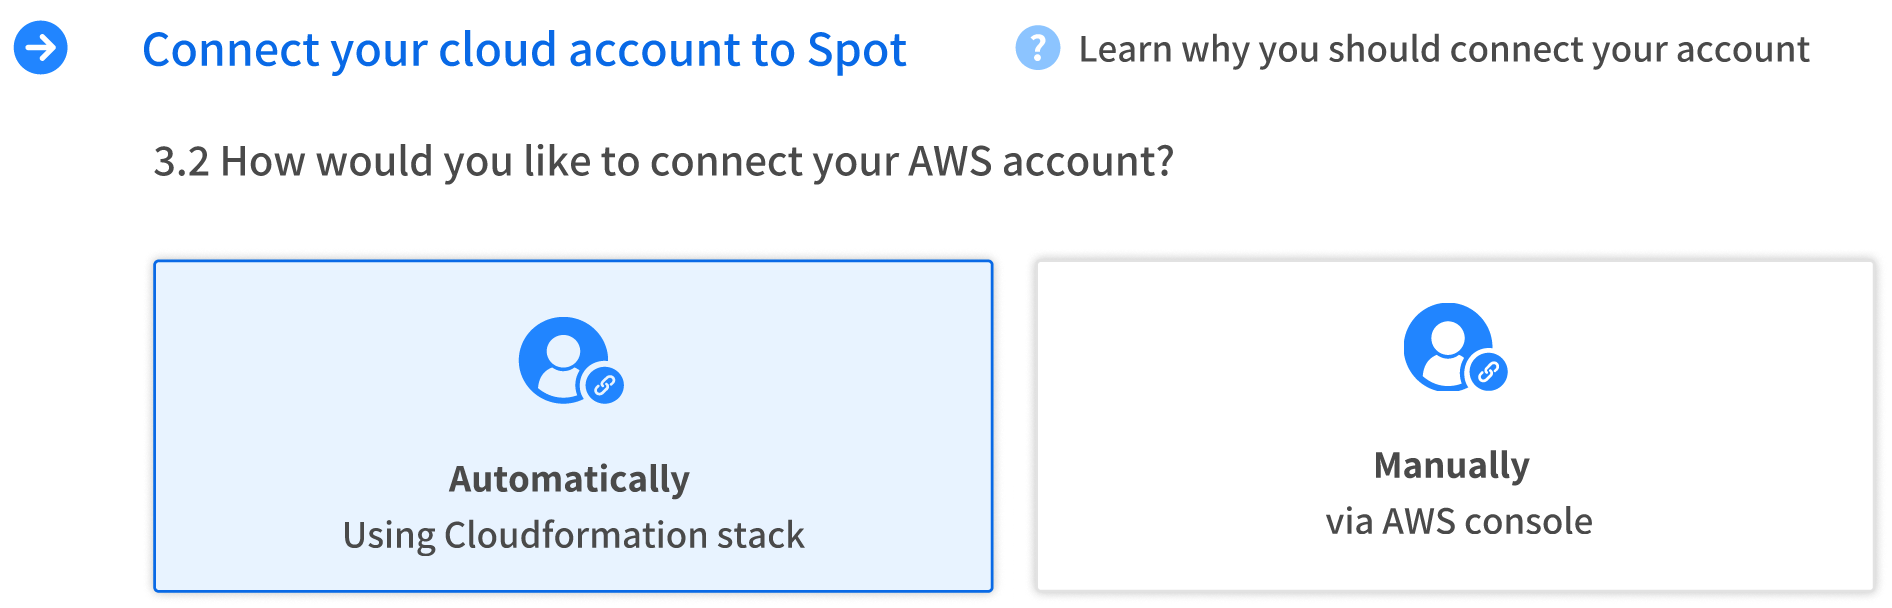 Connect your cloud account to Spot
? Learn why you should connect your account
3.2 How would you like to connect your AWS account?
Automatically
Using Cloudformation stack
Manually
via AWS console